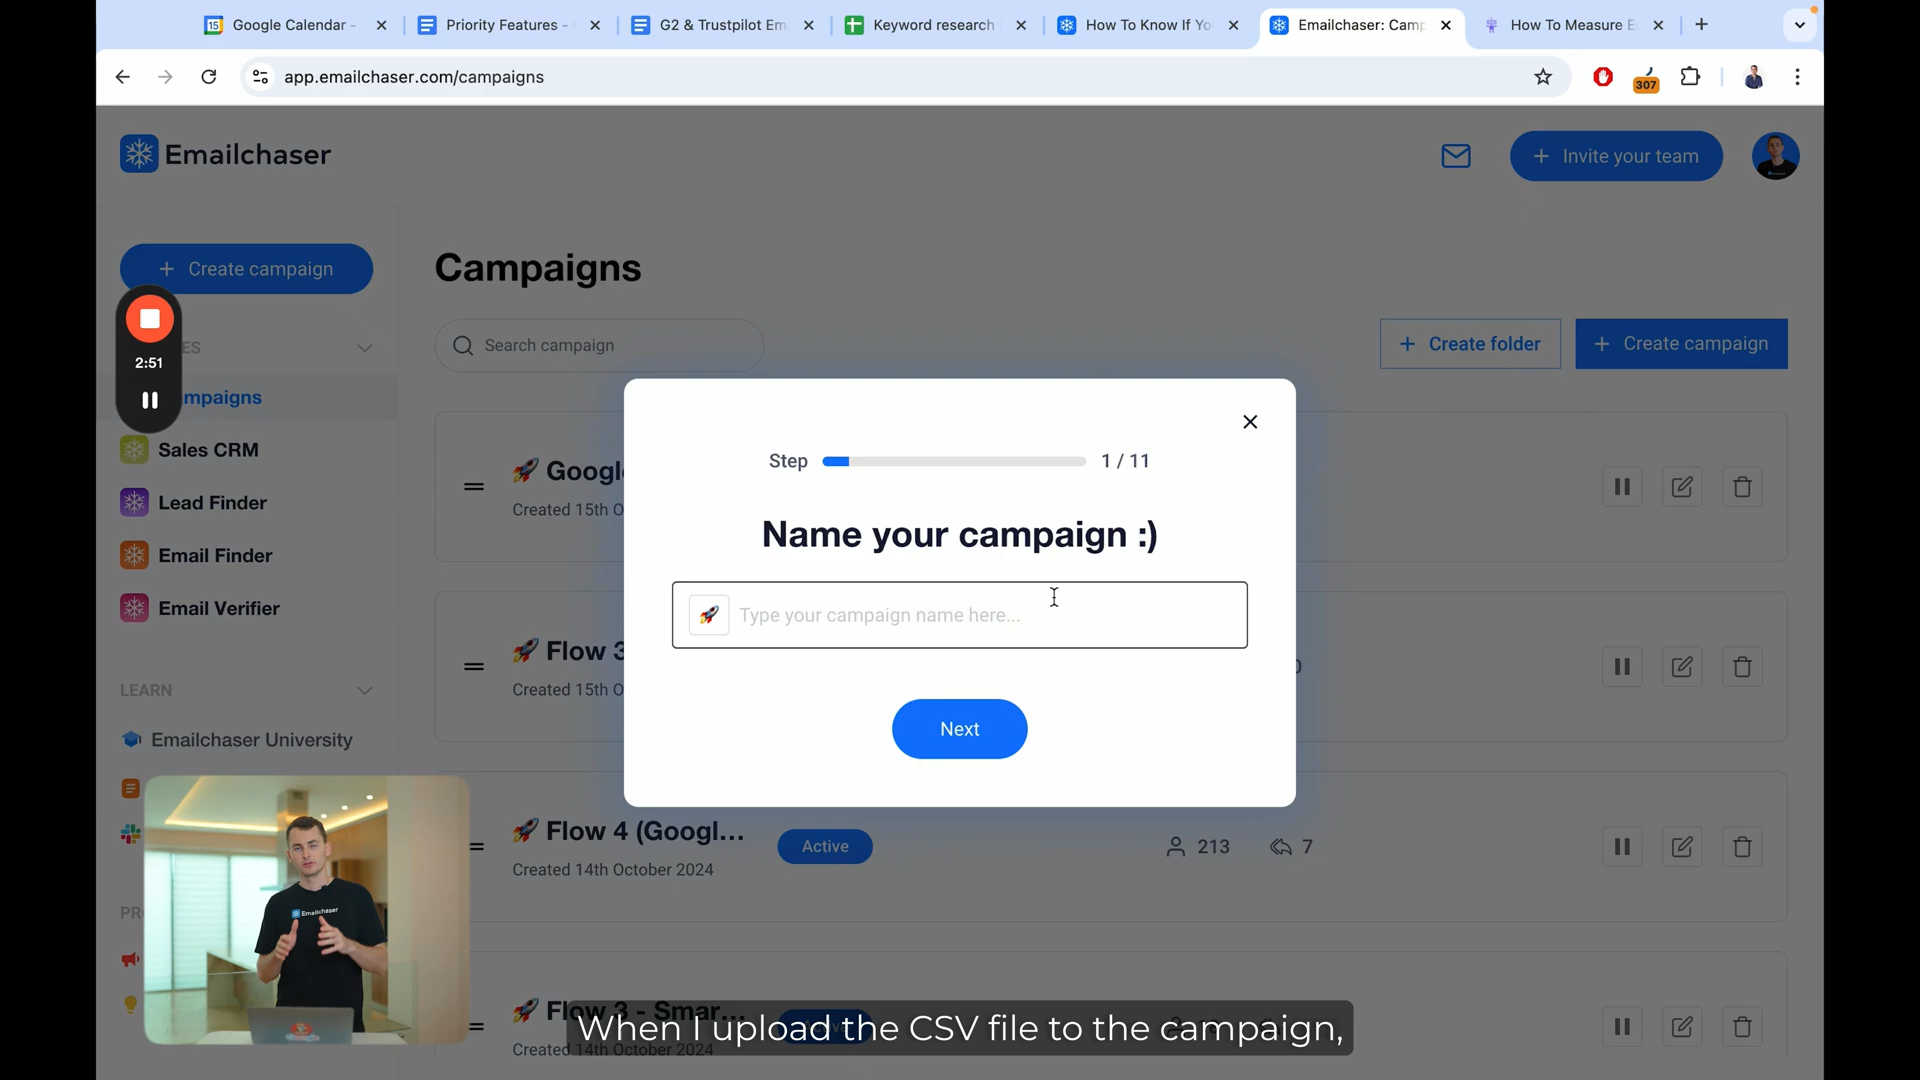 Google Calendar -
Priority Features -
G2 & Trustpilot Em
Keyword research
How To Know If Yo
Emailchaser: Camp
How To Measure E
app.emailchaser.com/campaigns
307
Emailchaser
+ Invite your team
+ Create campaign
Campaigns
2:51
ES
Search campaign
+ Create folder
+ Create campaign
mpaigns
Sales CRM
Lead Finder
Email Finder
Email Verifier
LEARN
Emailchaser University
PR
Googl
Created 15th O
Flow 3
Created 15th O
Step
1 / 11
Name your campaign :)
Type your campaign name here...
Next
Flow 4 (Googl...
Created 14th October 2024
Active
213
7
Flow 3 - Smar...
Created 14th October 2024
Emailchaser
When I upload the CSV file to the campaign,